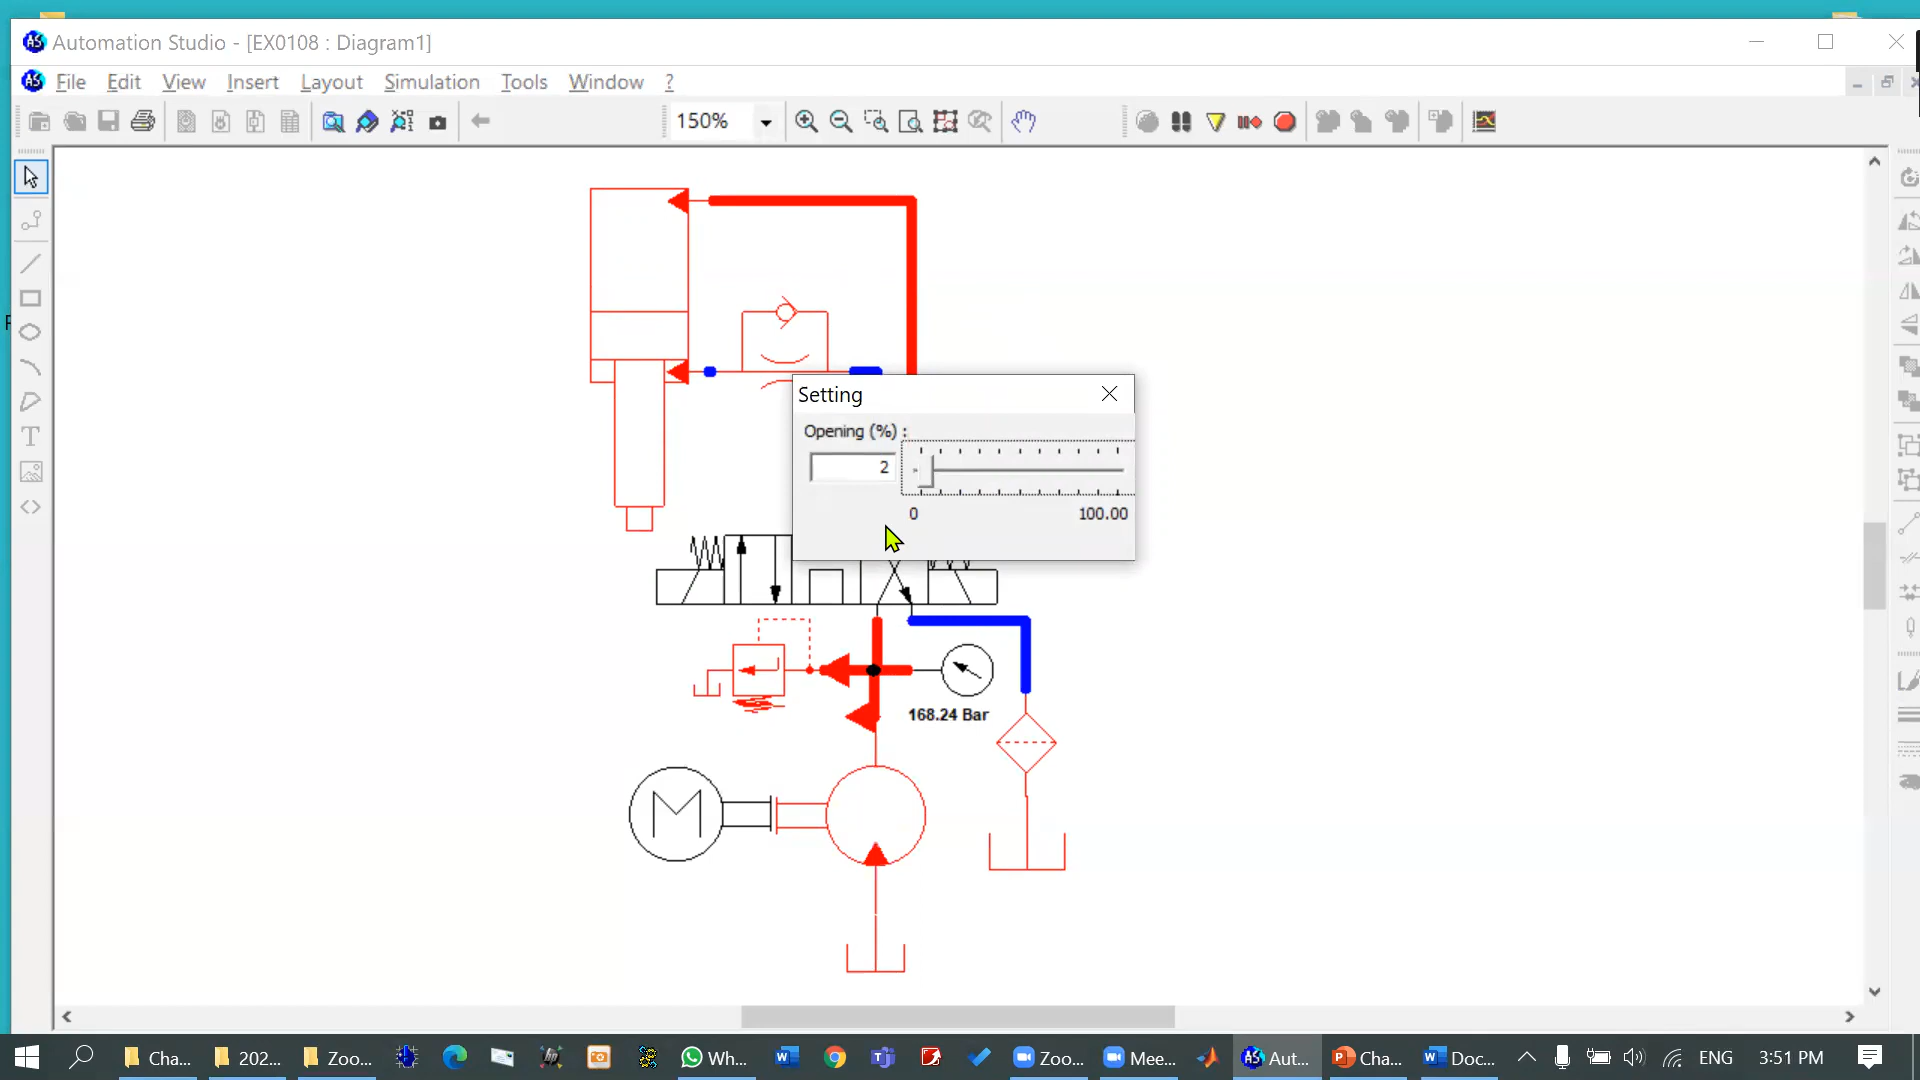 Automation Studio - [EX0108 : Diagram1]
File Edit View Insert Layout Simulation Tools Window ?
150%
Setting
Opening (%) :
2
0 100.00
168.24 Bar
M
Cha... 202... Zoo... Wh... Zoo... Mee... Aut... Cha... Doc... ENG 3:51 PM